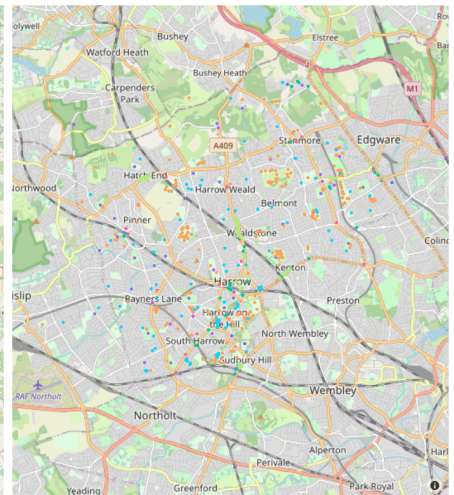 olywell
Bushey
Elstree
Watford Heath
Bushey Heath
Carpenders
Park
M1
A409
Stanmore
Edgware
Hatch End
Northwood
Harrow Weald
Belmont
Pinner
Wealdstone
Colind
Kenton
Harrow
islip
Rayners Lane
Preston
Harrow on
the Hill
North Wembley
South Harrow
Sudbury Hill
RAF Northolt
Wembley
Northolt
Alperton
Harl
Perivale
Yeading
Greenford
Park Royal